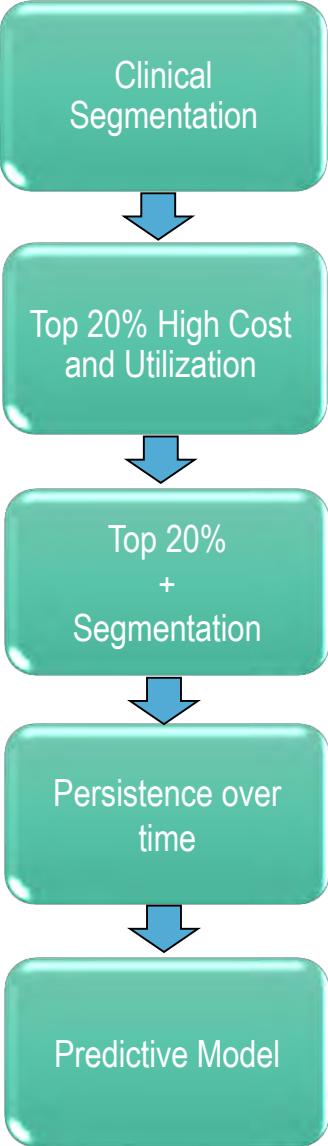 Clinical
Segmentation
Top 20% High Cost
and Utilization
Top 20%
+
Segmentation
Persistence over
time
Predictive Model